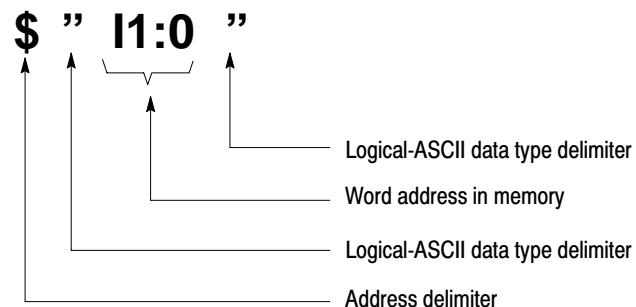 $ ” I1:0 ”
Logical-ASCII data type delimiter
Word address in memory
Logical-ASCII data type delimiter
Address delimiter